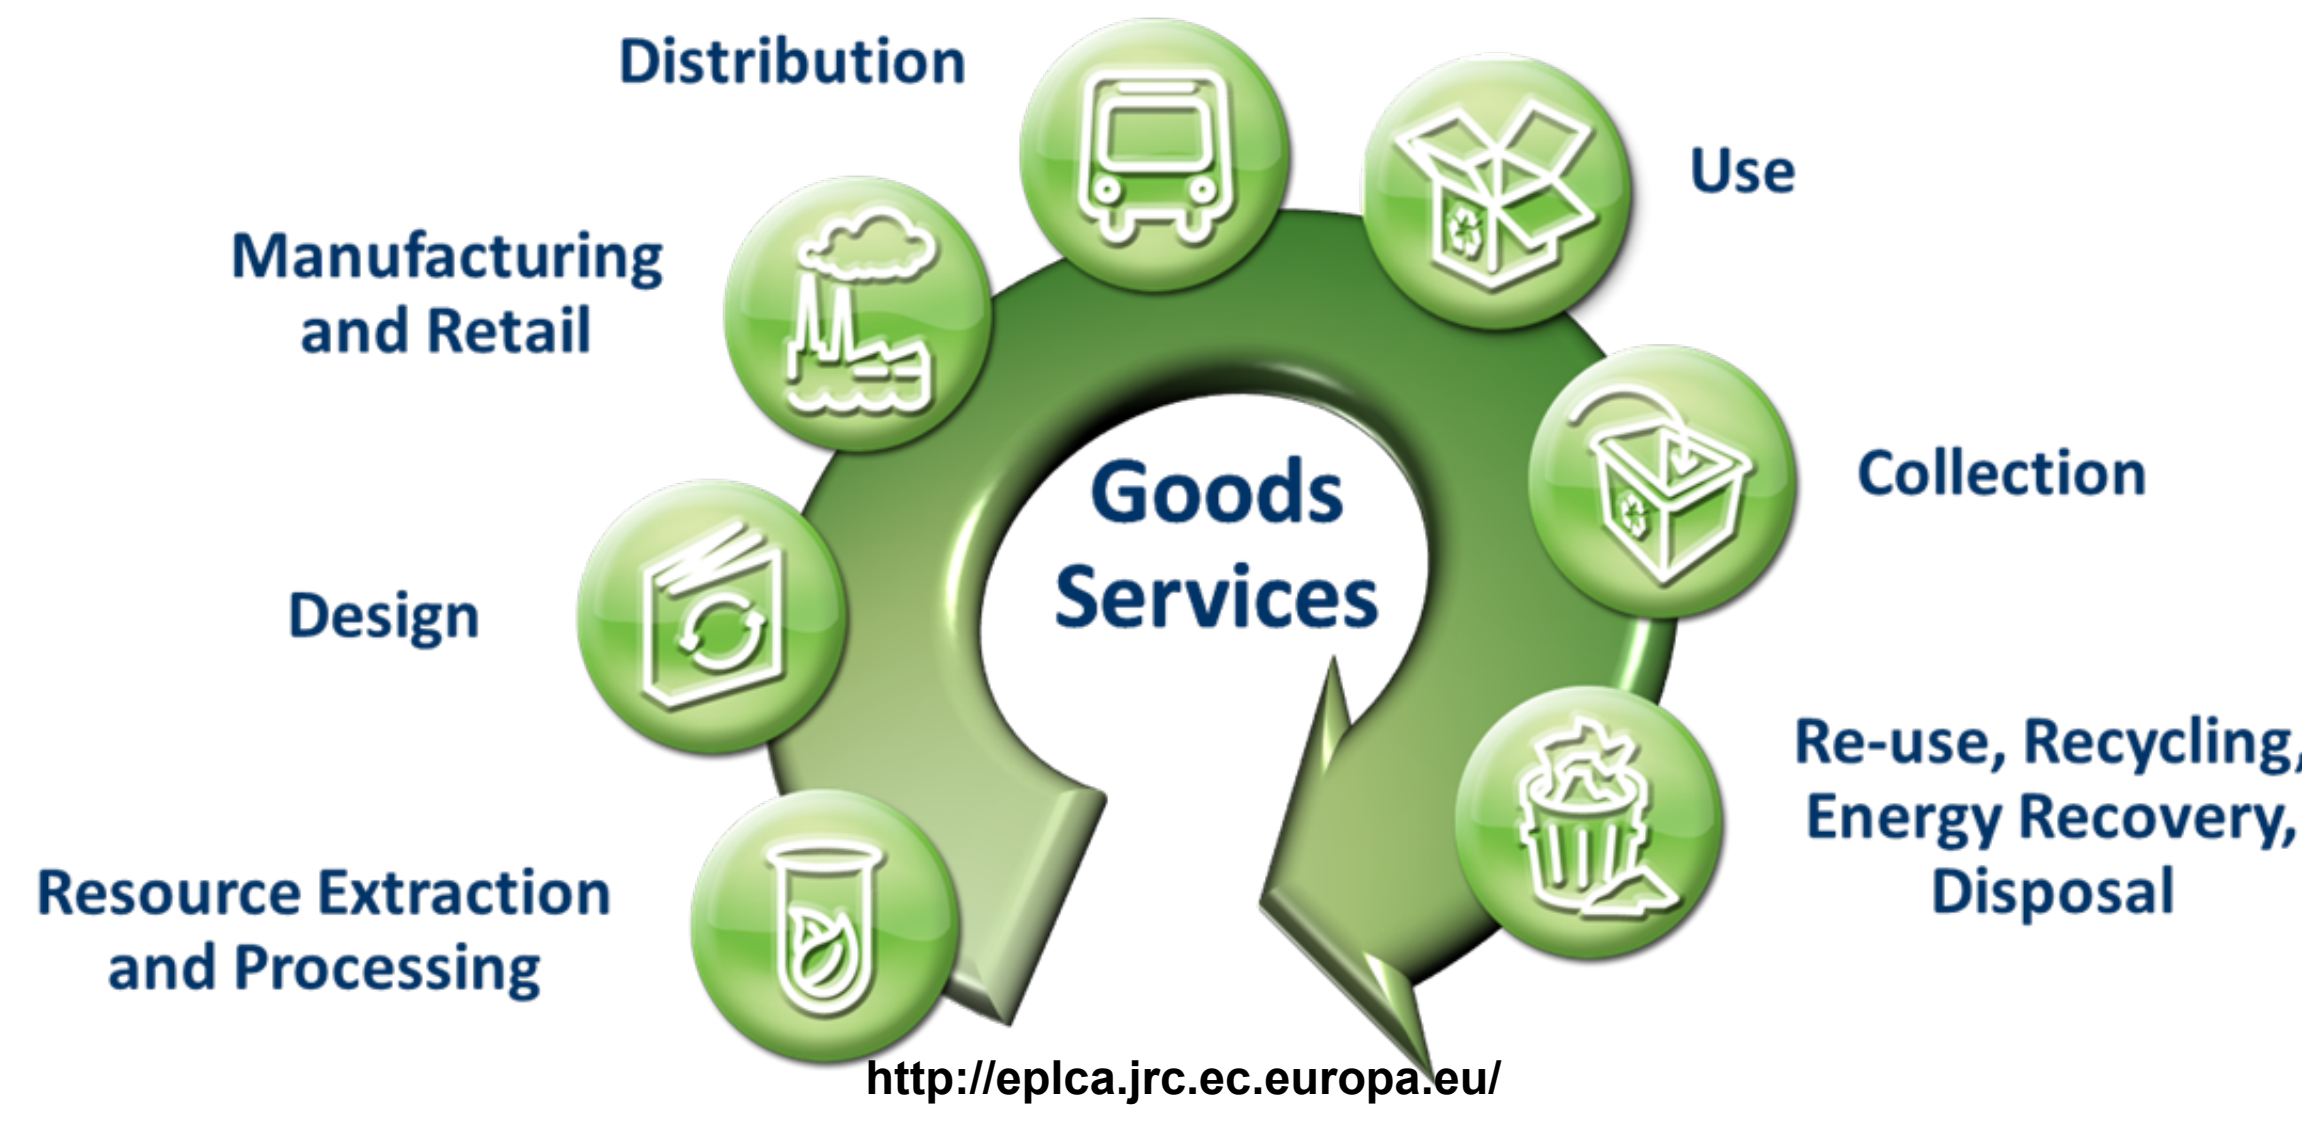 Distribution
Use
Manufacturing
and Retail
Goods
Services
Collection
Design
Re-use, Recycling,
Energy Recovery,
Disposal
Resource Extraction
and Processing
http://eplca.jrc.ec.europa.eu/